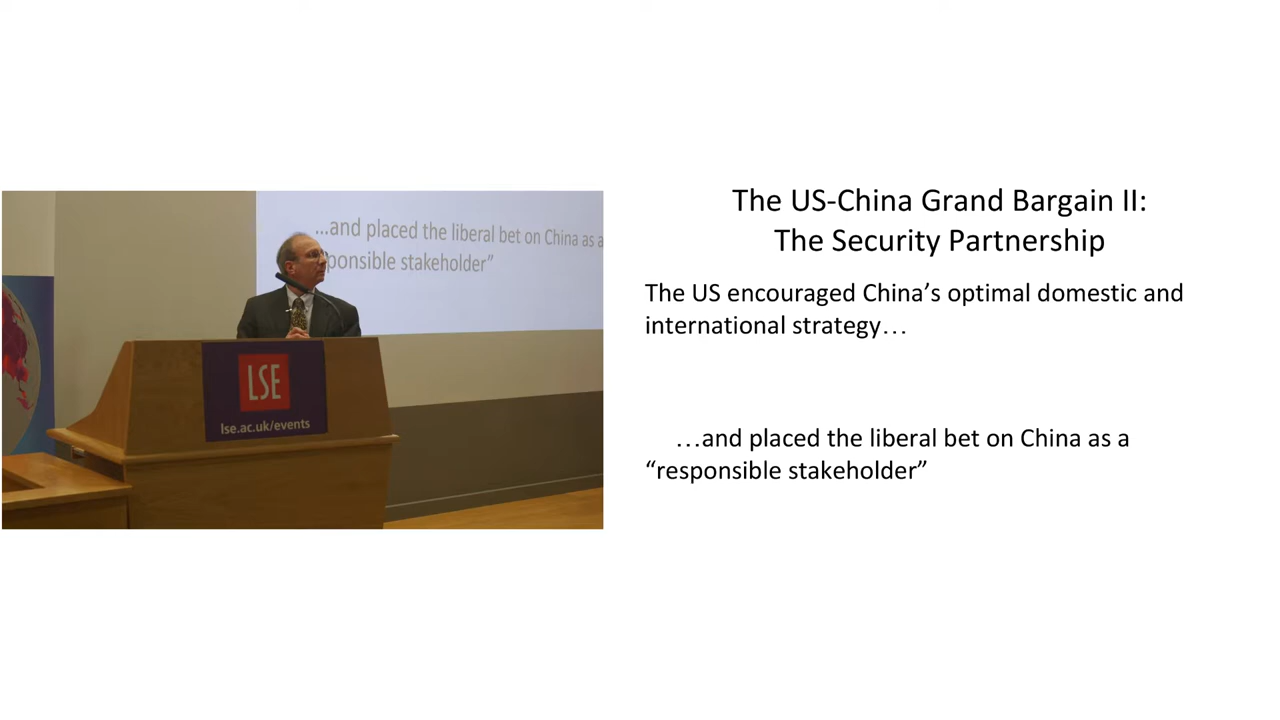 …and placed the liberal bet on China as a
ponsible stakeholder”
LSE
lse.ac.uk/events
The US-China Grand Bargain II:
The Security Partnership
The US encouraged China’s optimal domestic and
international strategy…
…and placed the liberal bet on China as a
“responsible stakeholder”